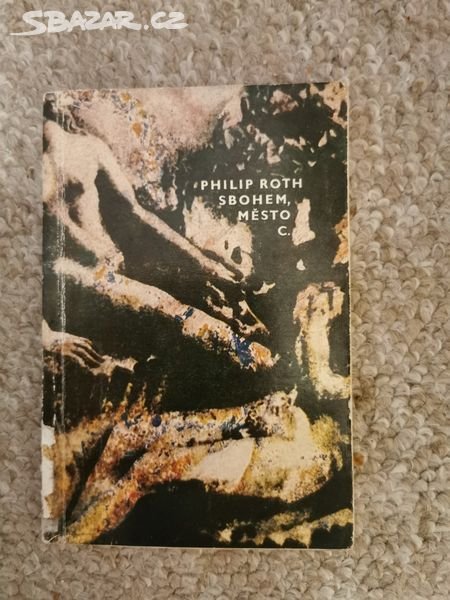 SBAZAR.CZ
PHILIP ROTH
SBOHEM,
MĚSTO
C.